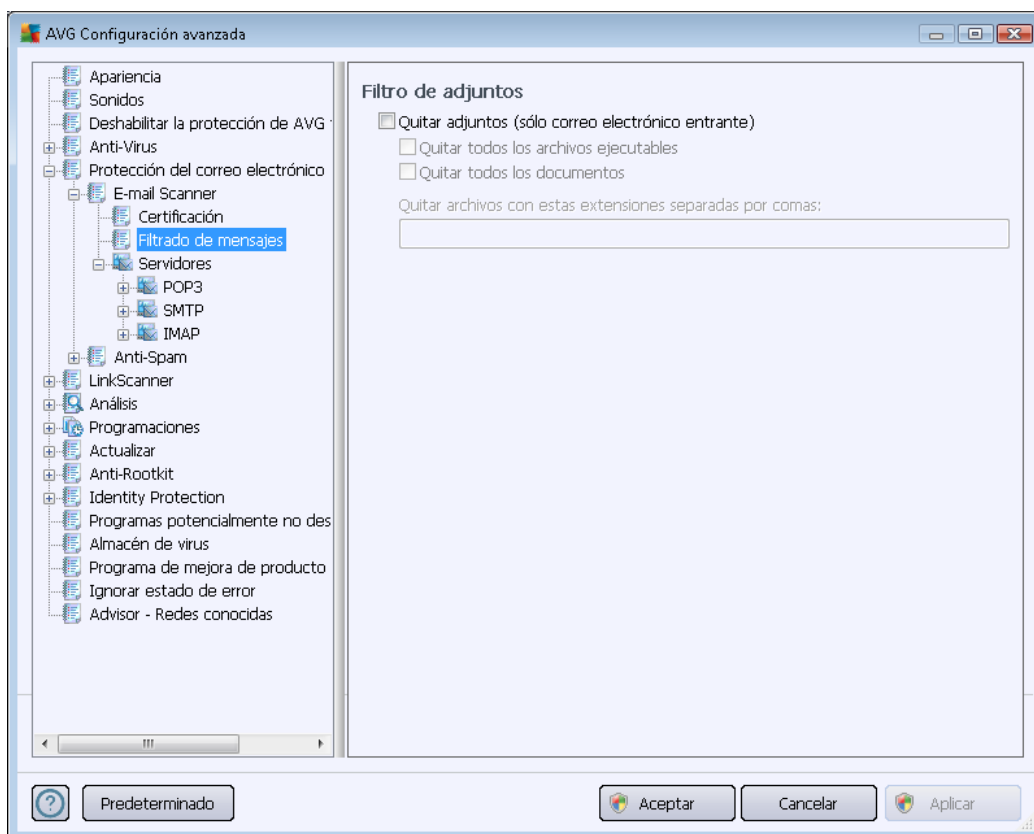 AVG Configuración avanzada
Apariencia
Sonidos
Deshabilitar la protección de AVG
Anti-Virus
Protección del correo electrónico
E-mail Scanner
Certificación
Filtrado de mensajes
Servidores
POP3
SMTP
IMAP
Anti-Spam
LinkScanner
Análisis
Programaciones
Actualizar
Anti-Rootkit
Identity Protection
Programas potencialmente no des
Almacén de virus
Programa de mejora de producto
Ignorar estado de error
Advisor - Redes conocidas
Filtro de adjuntos
Quitar adjuntos (sólo correo electrónico entrante)
Quitar todos los archivos ejecutables
Quitar todos los documentos
Quitar archivos con estas extensiones separadas por comas:
Predeterminado
Aceptar
Cancelar
Aplicar